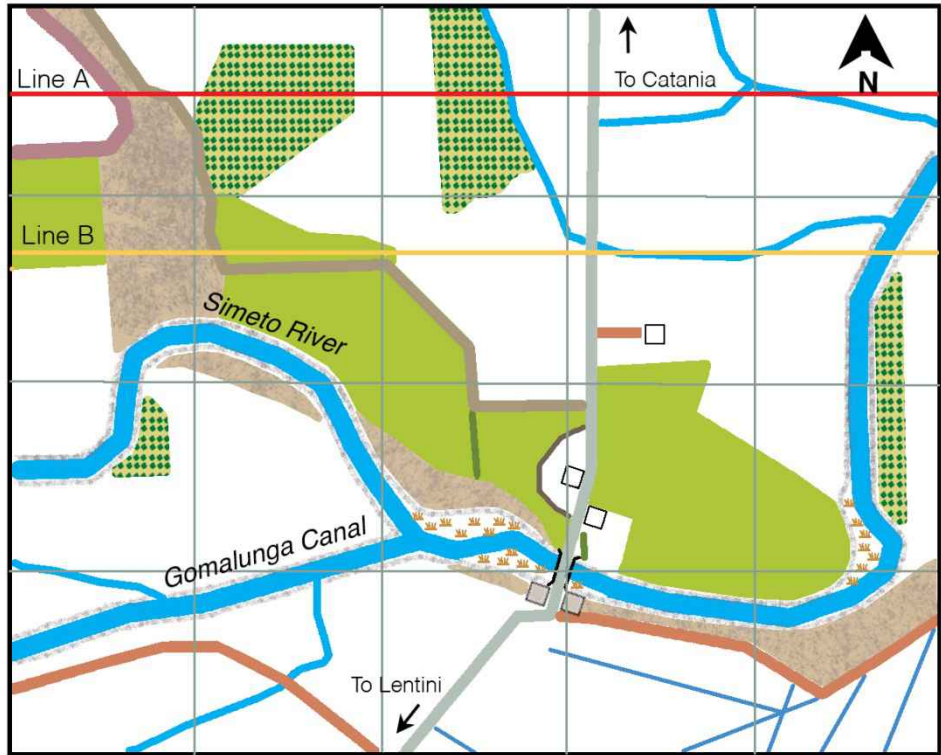 Line A
To Catania
N
Line B
Simeto River
Gomalunga Canal
To Lentini